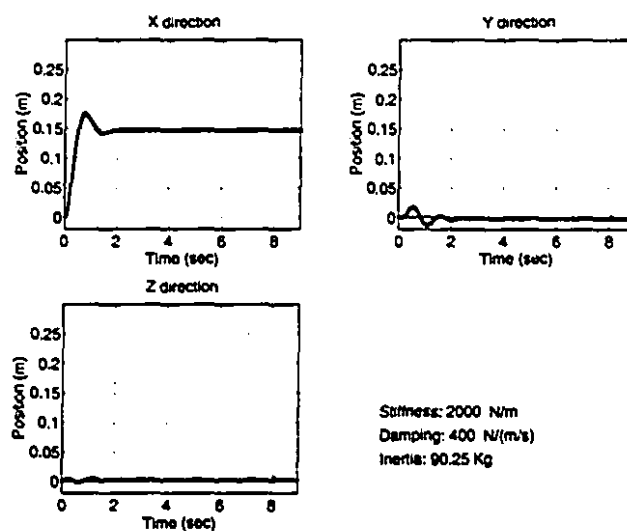 X direction
0.25
0.2
0.15
0.1
0.05
0
Position (m)
0 2 4 6 8
Time (sec)
Y direction
0.25
0.2
0.15
0.1
0.05
0
Position (m)
0 2 4 6 8
Time (sec)
Z direction
0.25
0.2
0.15
0.1
0.05
0
Position (m)
0 2 4 6 8
Time (sec)
Stiffness: 2000 N/m
Damping: 400 N/(m/s)
Inertia: 90.25 Kg